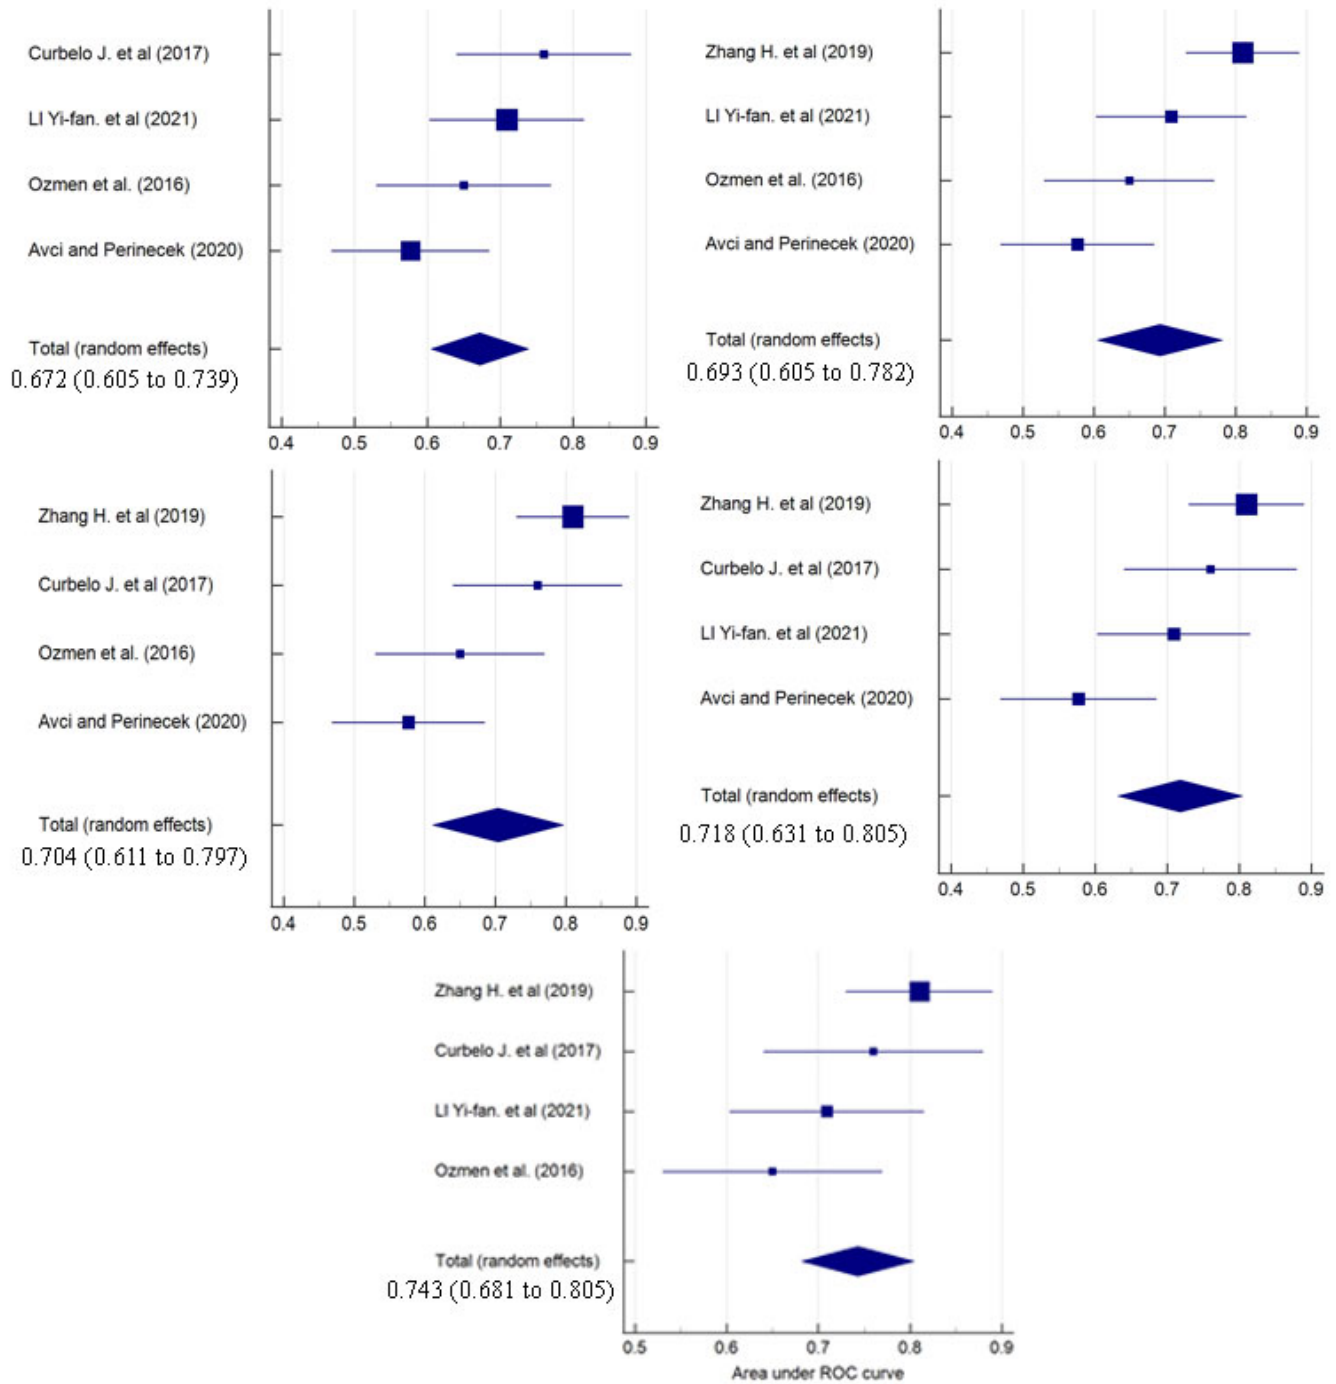 Curbelo J. et al (2017)
LI Yi-fan. et al (2021)
Ozmen et al. (2016)
Avci and Perinecek (2020)
Total (random effects)
0.672 (0.605 to 0.739)
0.4 0.5 0.6 0.7 0.8 0.9
Zhang H. et al (2019)
LI Yi-fan. et al (2021)
Ozmen et al. (2016)
Avci and Perinecek (2020)
Total (random effects)
0.693 (0.605 to 0.782)
0.4 0.5 0.6 0.7 0.8 0.9
Zhang H. et al (2019)
Curbelo J. et al (2017)
Ozmen et al. (2016)
Avci and Perinecek (2020)
Total (random effects)
0.704 (0.611 to 0.797)
0.4 0.5 0.6 0.7 0.8 0.9
Zhang H. et al (2019)
Curbelo J. et al (2017)
LI Yi-fan. et al (2021)
Avci and Perinecek (2020)
Total (random effects)
0.718 (0.631 to 0.805)
0.4 0.5 0.6 0.7 0.8 0.9
Zhang H. et al (2019)
Curbelo J. et al (2017)
LI Yi-fan. et al (2021)
Ozmen et al. (2016)
Total (random effects)
0.743 (0.681 to 0.805)
0.5 0.6 0.7 0.8 0.9
Area under ROC curve